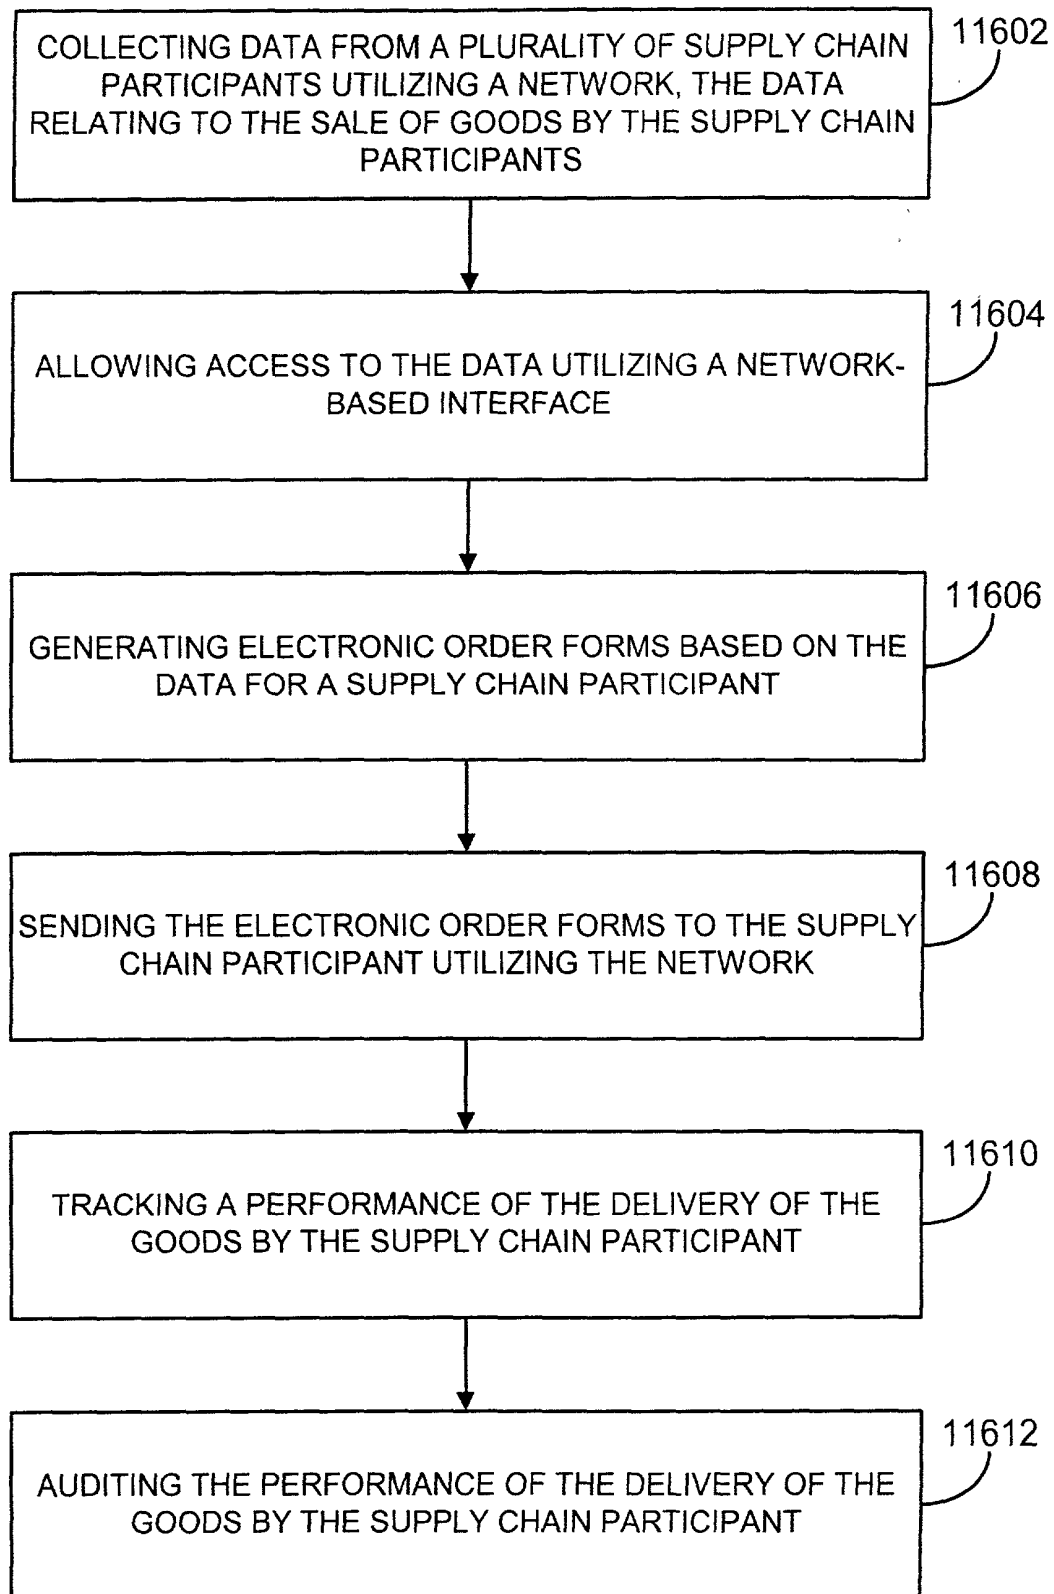 COLLECTING DATA FROM A PLURALITY OF SUPPLY CHAIN
PARTICIPANTS UTILIZING A NETWORK, THE DATA
RELATING TO THE SALE OF GOODS BY THE SUPPLY CHAIN
PARTICIPANTS
11602
ALLOWING ACCESS TO THE DATA UTILIZING A NETWORK-
BASED INTERFACE
11604
GENERATING ELECTRONIC ORDER FORMS BASED ON THE
DATA FOR A SUPPLY CHAIN PARTICIPANT
11606
SENDING THE ELECTRONIC ORDER FORMS TO THE SUPPLY
CHAIN PARTICIPANT UTILIZING THE NETWORK
11608
TRACKING A PERFORMANCE OF THE DELIVERY OF THE
GOODS BY THE SUPPLY CHAIN PARTICIPANT
11610
AUDITING THE PERFORMANCE OF THE DELIVERY OF THE
GOODS BY THE SUPPLY CHAIN PARTICIPANT
11612